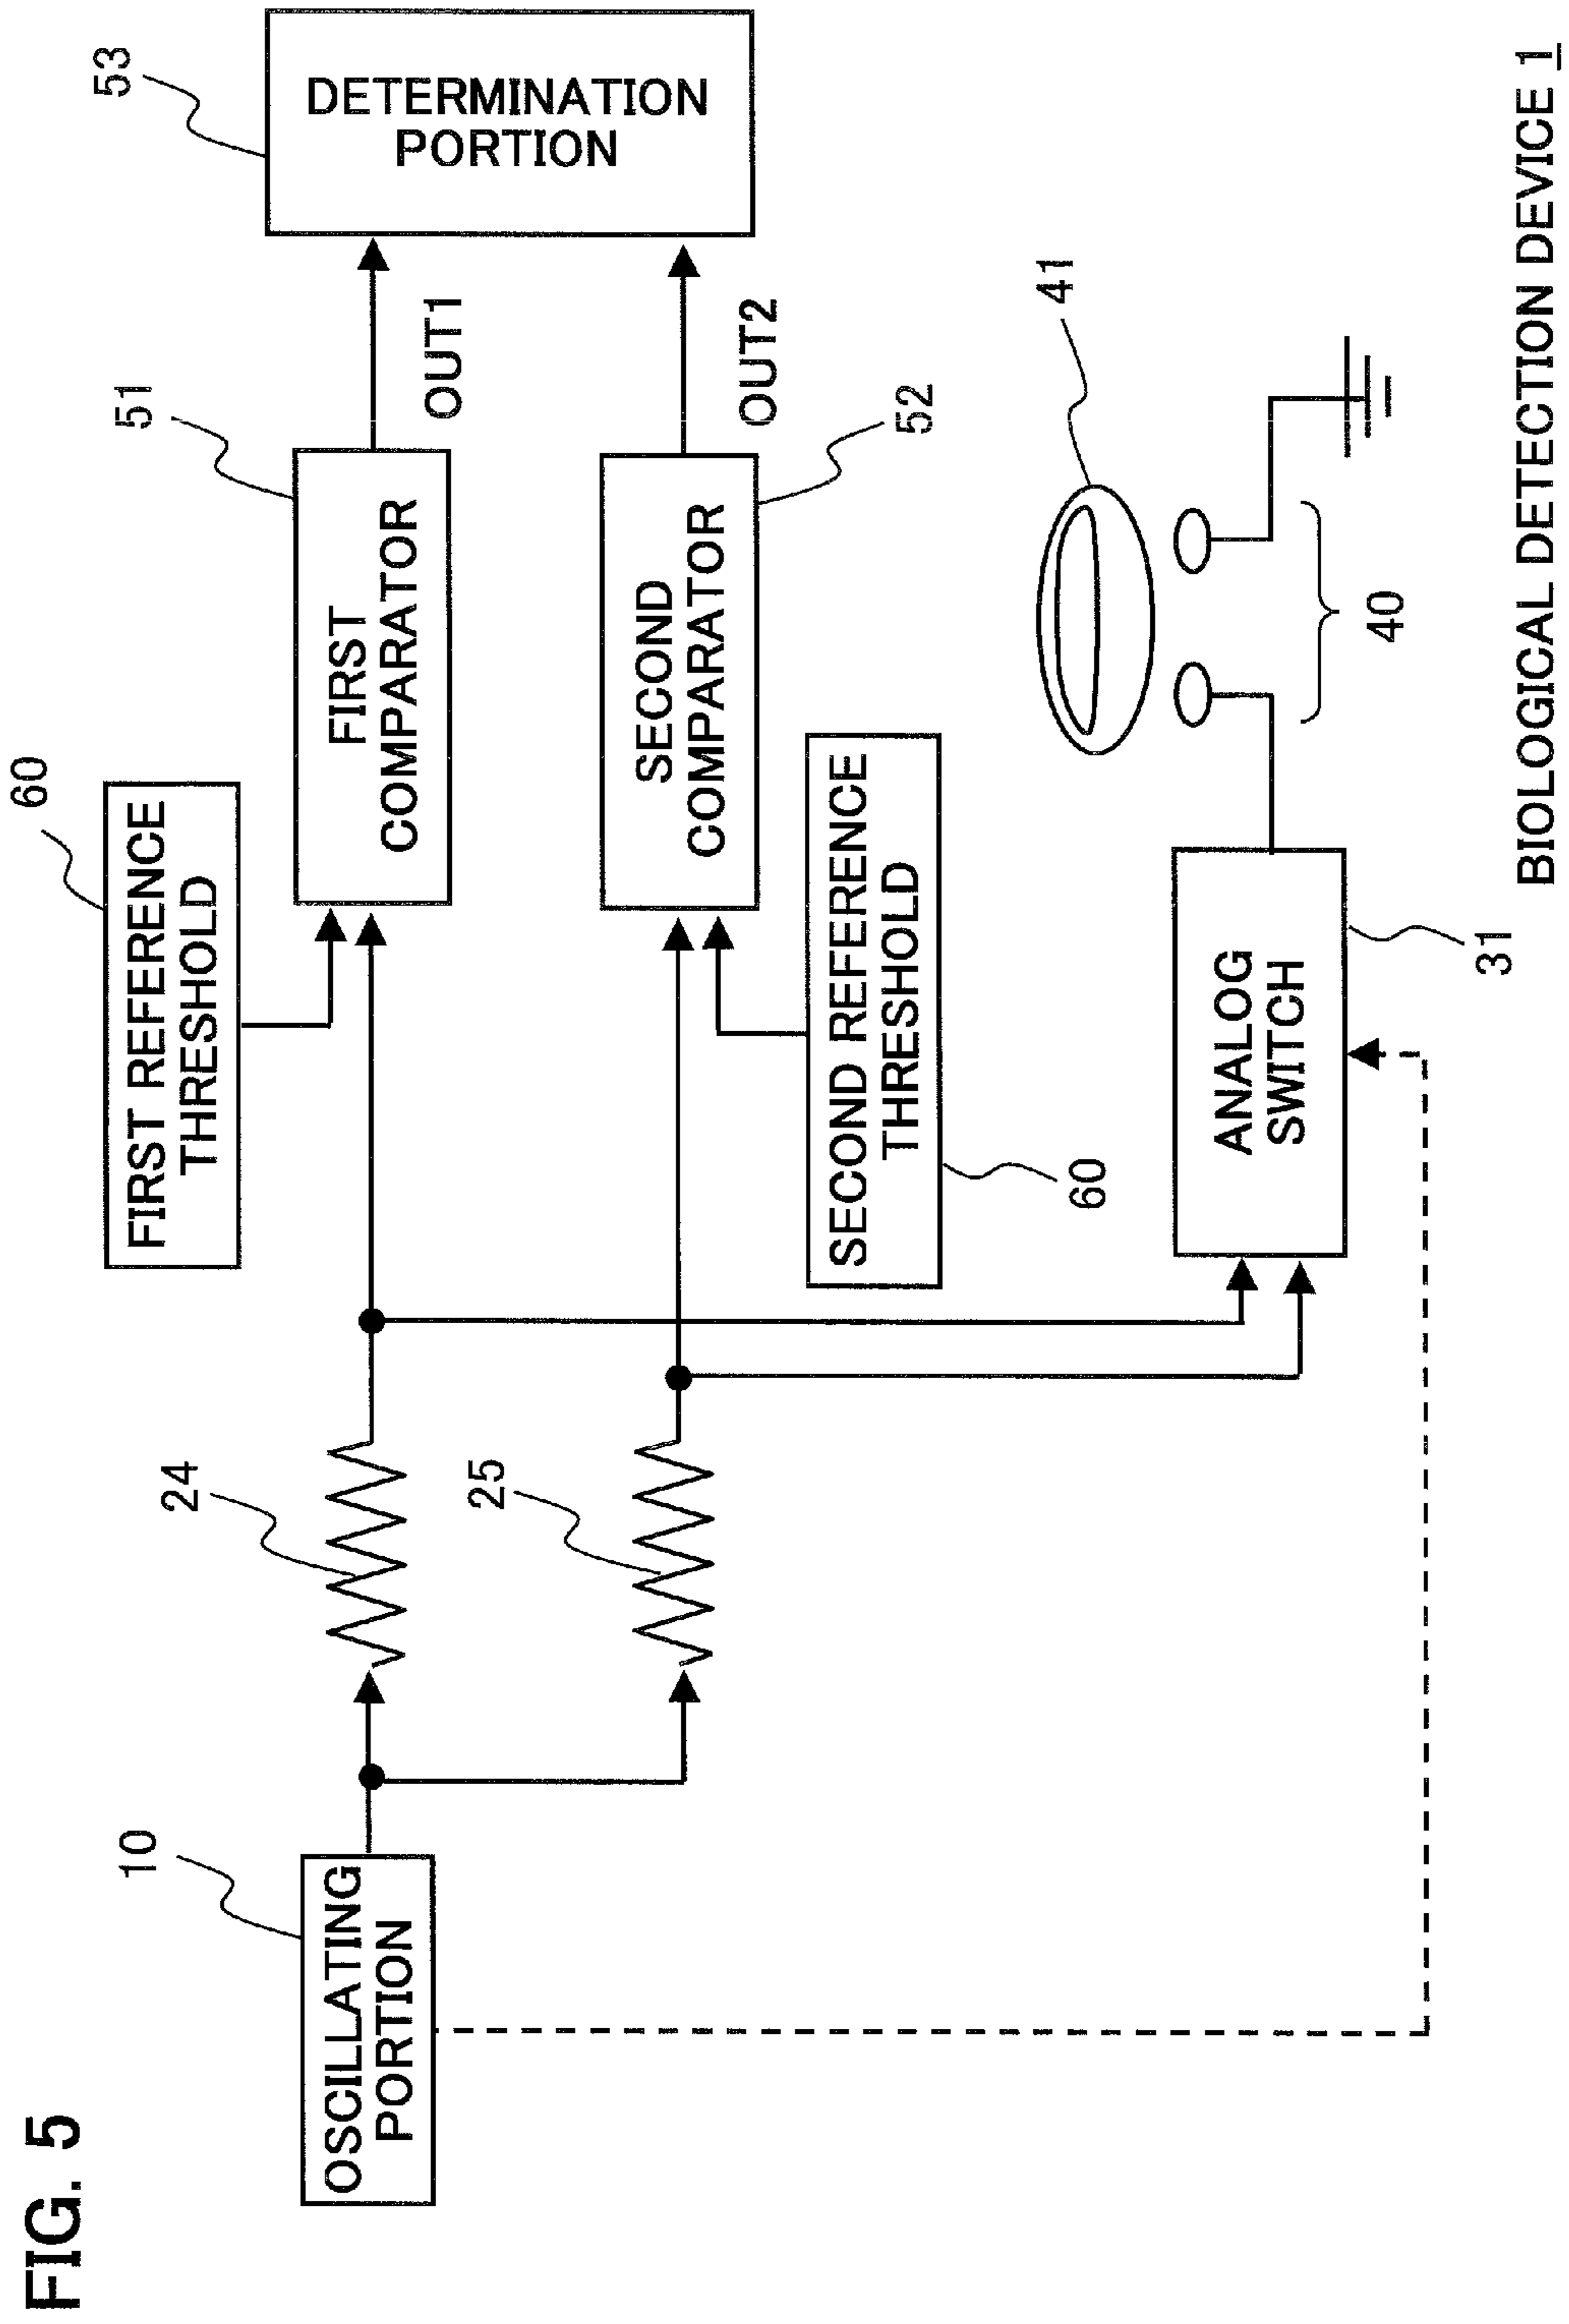 FIG. 5
60
FIRST REFERENCE
THRESHOLD
53
DETERMINATION
PORTION
10
OSCILLATING
PORTION
24
51
FIRST
COMPARATOR
OUT1
25
SECOND
COMPARATOR
52
OUT2
SECOND REFERENCE
THRESHOLD
60
41
ANALOG
SWITCH
31
40
BIOLOGICAL DETECTION DEVICE 1